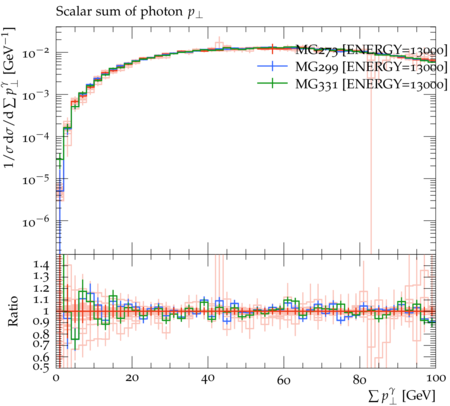 Scalar sum of photon p⊥
1/σ dσ/d∑ p⊥^γ [GeV⁻¹]
10⁻²
10⁻³
10⁻⁴
10⁻⁵
10⁻⁶
MG273 [ENERGY=13000]
MG299 [ENERGY=13000]
MG331 [ENERGY=13000]
Ratio
1.4
1.3
1.2
1.1
1
0.9
0.8
0.7
0.6
0.5
0 20 40 60 80 100
∑ p⊥^γ [GeV]